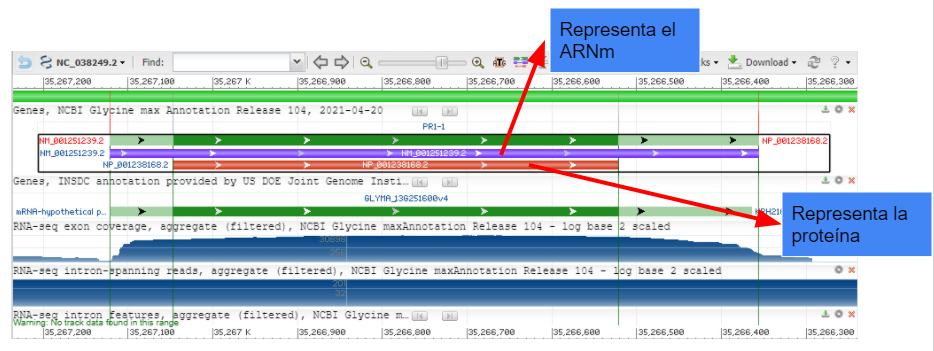 Representa el
ARNm
NC_038249.2
Find:
ks
Download
35,267,200
35,267,100
35,267 K
35,266,900
35,266,800
35,266,700
35,266,600
35,266,500
35,266,400
35,266,300
Genes, NCBI Glycine max Annotation Release 104, 2021-04-20
PR1-1
NM_001251239.2
NP_001238168.2
NM_001251239.2
NM_001251239.2
NP_001238168.2
NP_001238168.2
Genes, INSDC annotation provided by US DOE Joint Genome Insti…
GLYMA_13G251600v4
mRNA-hypothetical p…
Representa la
proteína
RNA-seq exon coverage, aggregate (filtered), NCBI Glycine maxAnnotation Release 104 - log base 2 scaled
30898
RNA-seq intron-spanning reads, aggregate (filtered), NCBI Glycine maxAnnotation Release 104 - log base 2 scaled
201
32
RNA-seq intron features, aggregate (filtered), NCBI Glycine m…
Warning: No track data found in this range
35,267,200
35,267,100
35,267 K
35,266,900
35,266,800
35,266,700
35,266,600
35,266,500
35,266,400
35,266,300